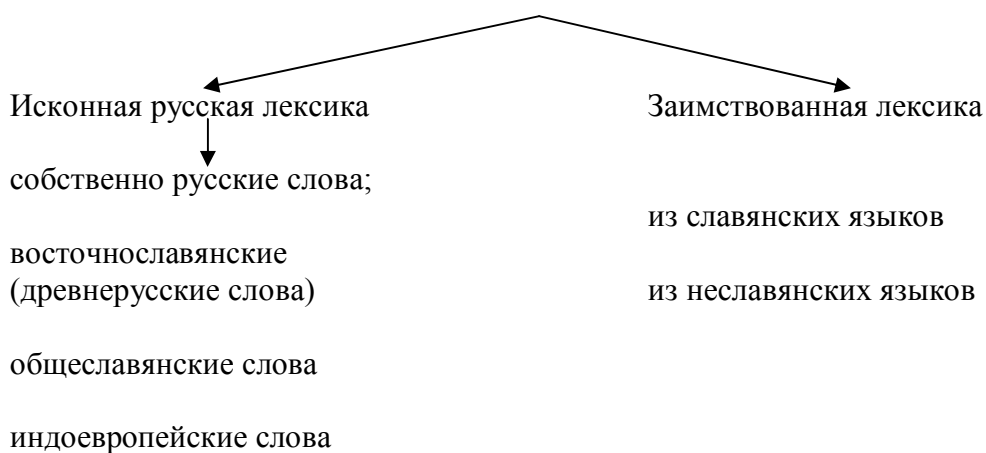 Исконная русская лексика
Заимствованная лексика
собственно русские слова;
из славянских языков
восточнославянские
(древнерусские слова)
из неславянских языков
общеславянские слова
индоевропейские слова